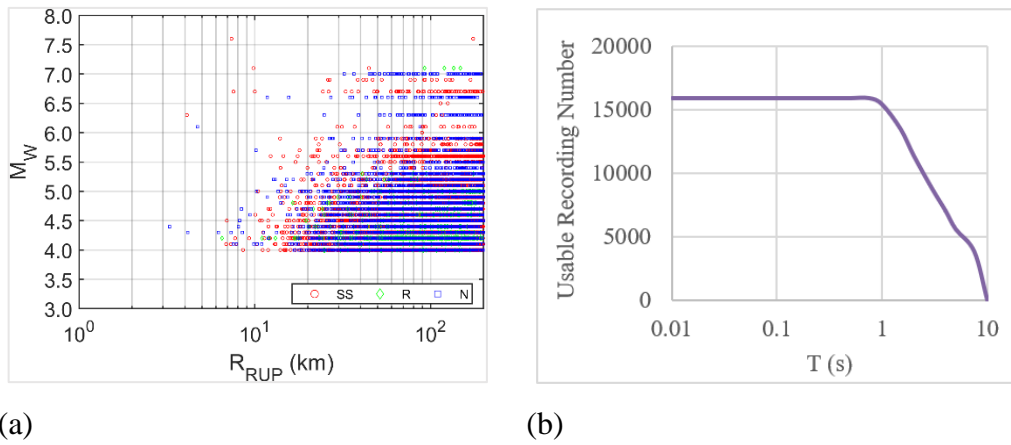 8.0
7.5
7.0
6.5
6.0
5.5
5.0
4.5
4.0
3.5
3.0
M_W
SS R N
10^0 10^1 10^2
R_RUP (km)
20000
15000
10000
5000
0
Usable Recording Number
0.01 0.1 1 10
T (s)
(a) (b)